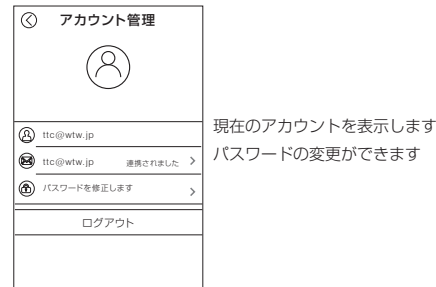 アカウント管理
ttc@wtw.jp
ttc@wtw.jp 連携されました >
パスワードを修正します >
ログアウト
現在のアカウントを表示します
パスワードの変更ができます